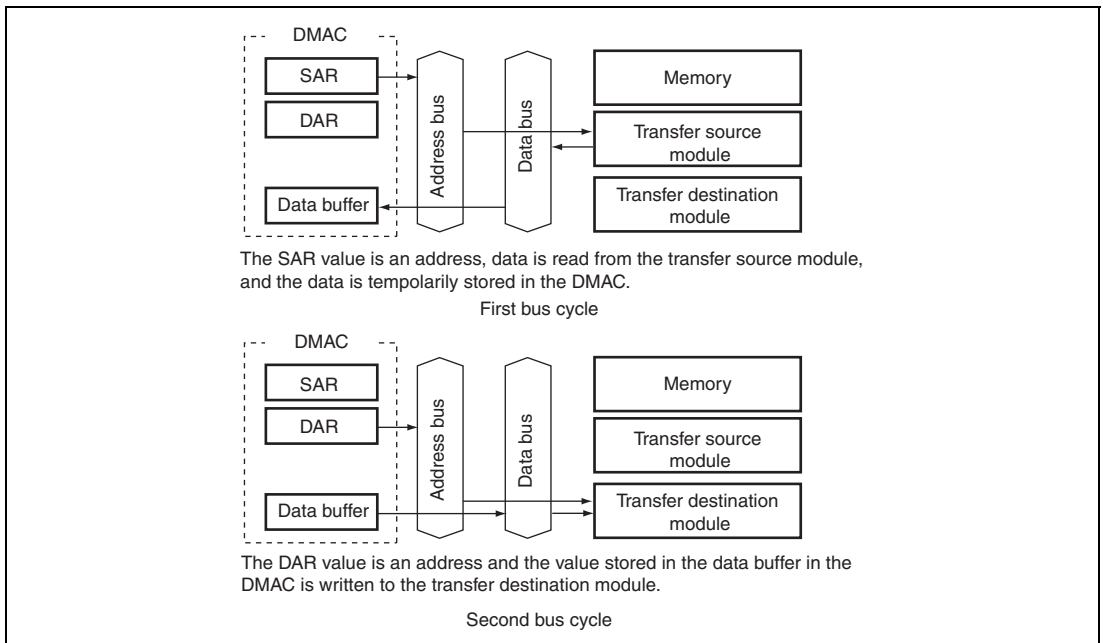 DMAC
SAR
DAR
Data buffer
Address bus
Data bus
Memory
Transfer source
module
Transfer destination
module
The SAR value is an address, data is read from the transfer source module,
and the data is tempolarily stored in the DMAC.
First bus cycle
DMAC
SAR
DAR
Data buffer
Address bus
Data bus
Memory
Transfer source
module
Transfer destination
module
The DAR value is an address and the value stored in the data buffer in the
DMAC is written to the transfer destination module.
Second bus cycle